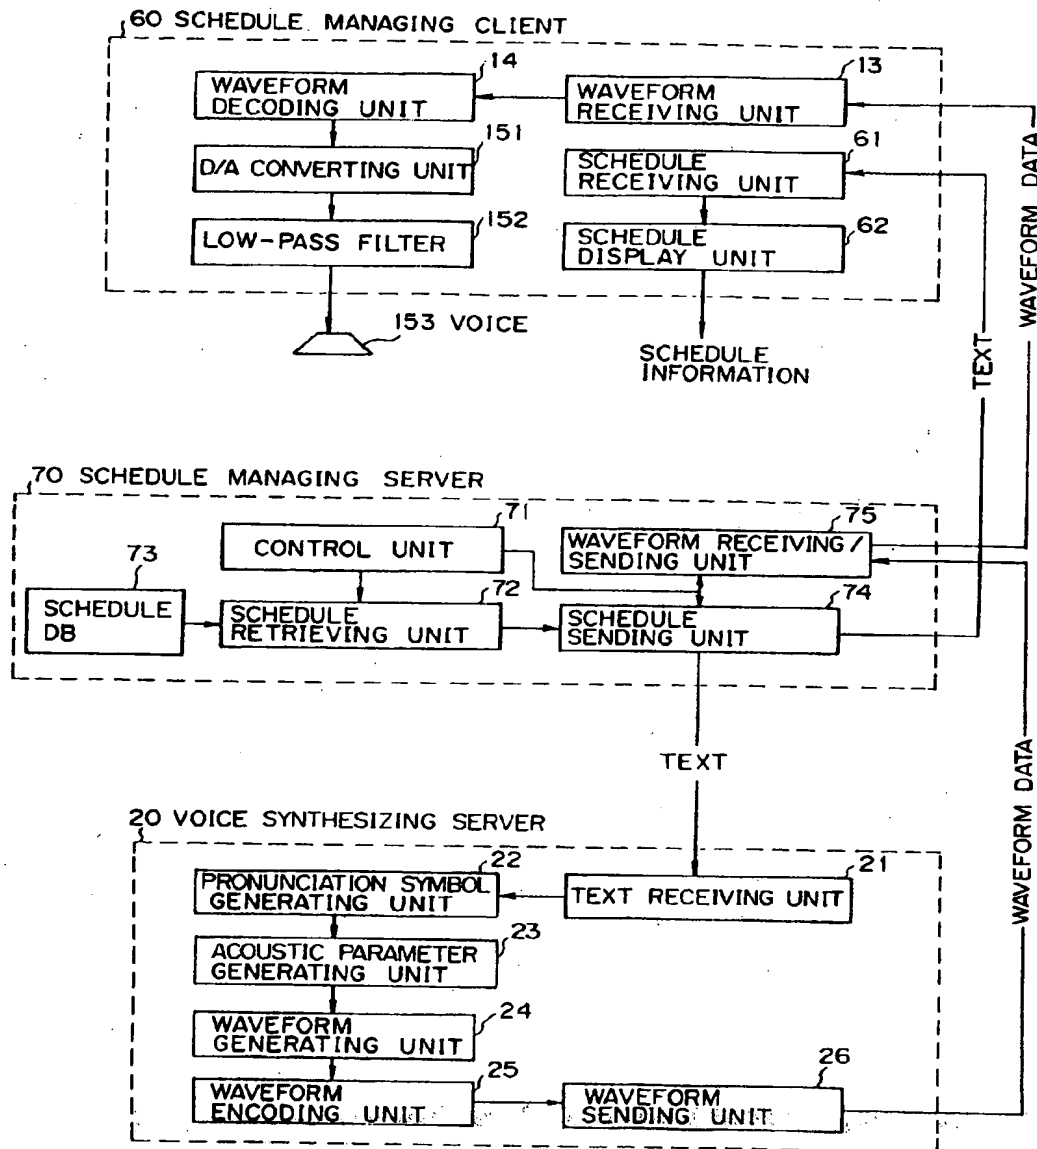 60 SCHEDULE MANAGING CLIENT
14
WAVEFORM
DECODING UNIT
13
WAVEFORM
RECEIVING UNIT
151
D/A CONVERTING UNIT
61
SCHEDULE
RECEIVING UNIT
152
LOW-PASS FILTER
62
SCHEDULE
DISPLAY UNIT
153 VOICE
SCHEDULE
INFORMATION
TEXT
WAVEFORM DATA
70 SCHEDULE MANAGING SERVER
71
CONTROL UNIT
75
WAVEFORM RECEIVING/
SENDING UNIT
73
SCHEDULE
DB
72
SCHEDULE
RETRIEVING UNIT
74
SCHEDULE
SENDING UNIT
TEXT
WAVEFORM DATA
20 VOICE SYNTHESIZING SERVER
22
PRONUNCIATION SYMBOL
GENERATING UNIT
21
TEXT RECEIVING UNIT
23
ACOUSTIC PARAMETER
GENERATING UNIT
24
WAVEFORM
GENERATING UNIT
25
WAVEFORM
ENCODING UNIT
26
WAVEFORM
SENDING UNIT